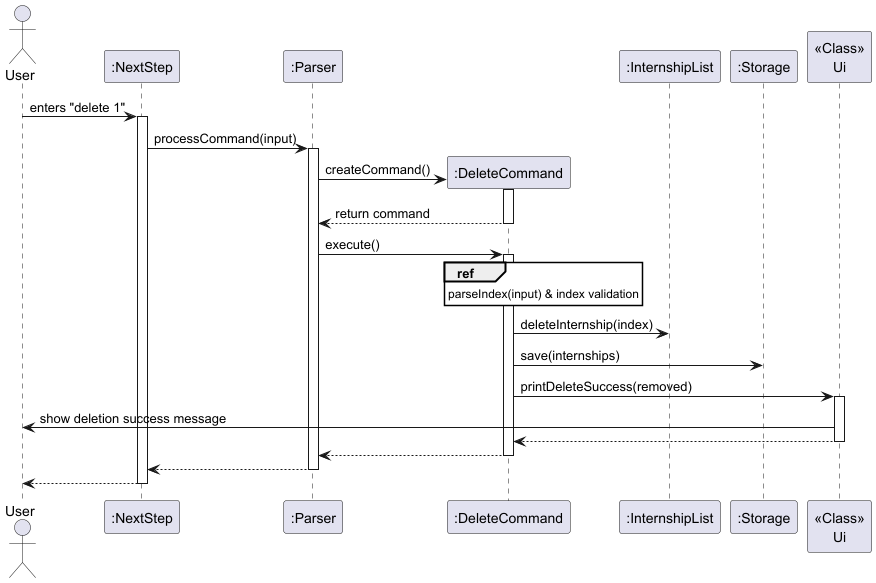 «Class»
Ui
:NextStep
:Parser
:InternshipList
:Storage
User
enters "delete 1"
processCommand(input)
createCommand()
:DeleteCommand
return command
execute()
ref
parseIndex(input) & index validation
deleteInternship(index)
save(internships)
printDeleteSuccess(removed)
show deletion success message
User
:NextStep
:Parser
:DeleteCommand
:InternshipList
:Storage
«Class»
Ui